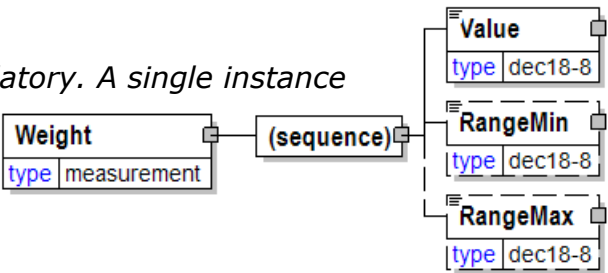 Value
type dec18-8
atory. A single instance
RangeMin
type dec18-8
Weight
type measurement
(sequence)
RangeMax
type dec18-8